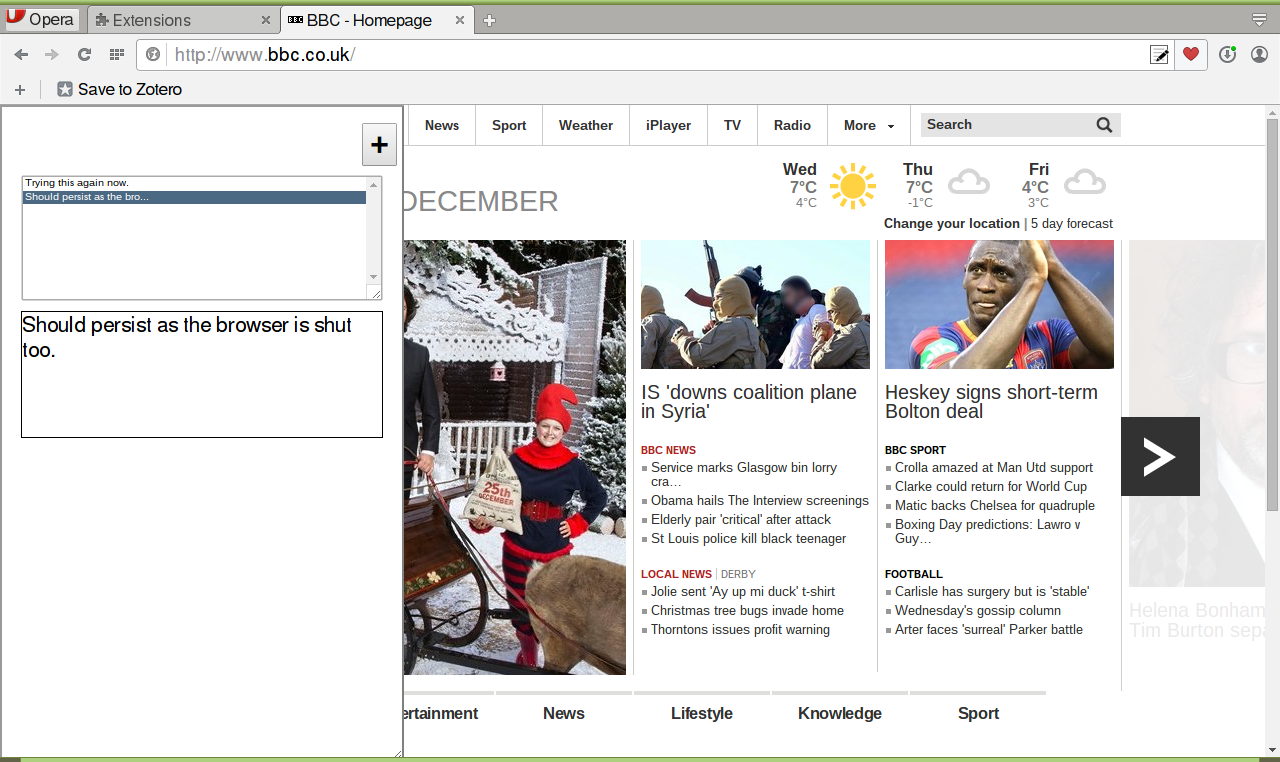 Opera
Extensions
BBC - Homepage
http://www.bbc.co.uk/
Save to Zotero
+
Trying this again now.
Should persist as the bro...
Should persist as the browser is shut
too.
News
Sport
Weather
iPlayer
TV
Radio
More
Search
DECEMBER
Wed
7°C
4°C
Thu
7°C
-1°C
Fri
4°C
3°C
Change your location | 5 day forecast
25th
DECEMBER
IS 'downs coalition plane
in Syria'
BBC NEWS
Service marks Glasgow bin lorry
cra…
Obama hails The Interview screenings
Elderly pair 'critical' after attack
St Louis police kill black teenager
LOCAL NEWS | DERBY
Jolie sent 'Ay up mi duck' t-shirt
Christmas tree bugs invade home
Thorntons issues profit warning
Heskey signs short-term
Bolton deal
BBC SPORT
Crolla amazed at Man Utd support
Clarke could return for World Cup
Matic backs Chelsea for quadruple
Boxing Day predictions: Lawro v
Guy…
FOOTBALL
Carlisle has surgery but is 'stable'
Wednesday's gossip column
Arter faces 'surreal' Parker battle
Helena Bonham
Tim Burton sepa
ertainment
News
Lifestyle
Knowledge
Sport